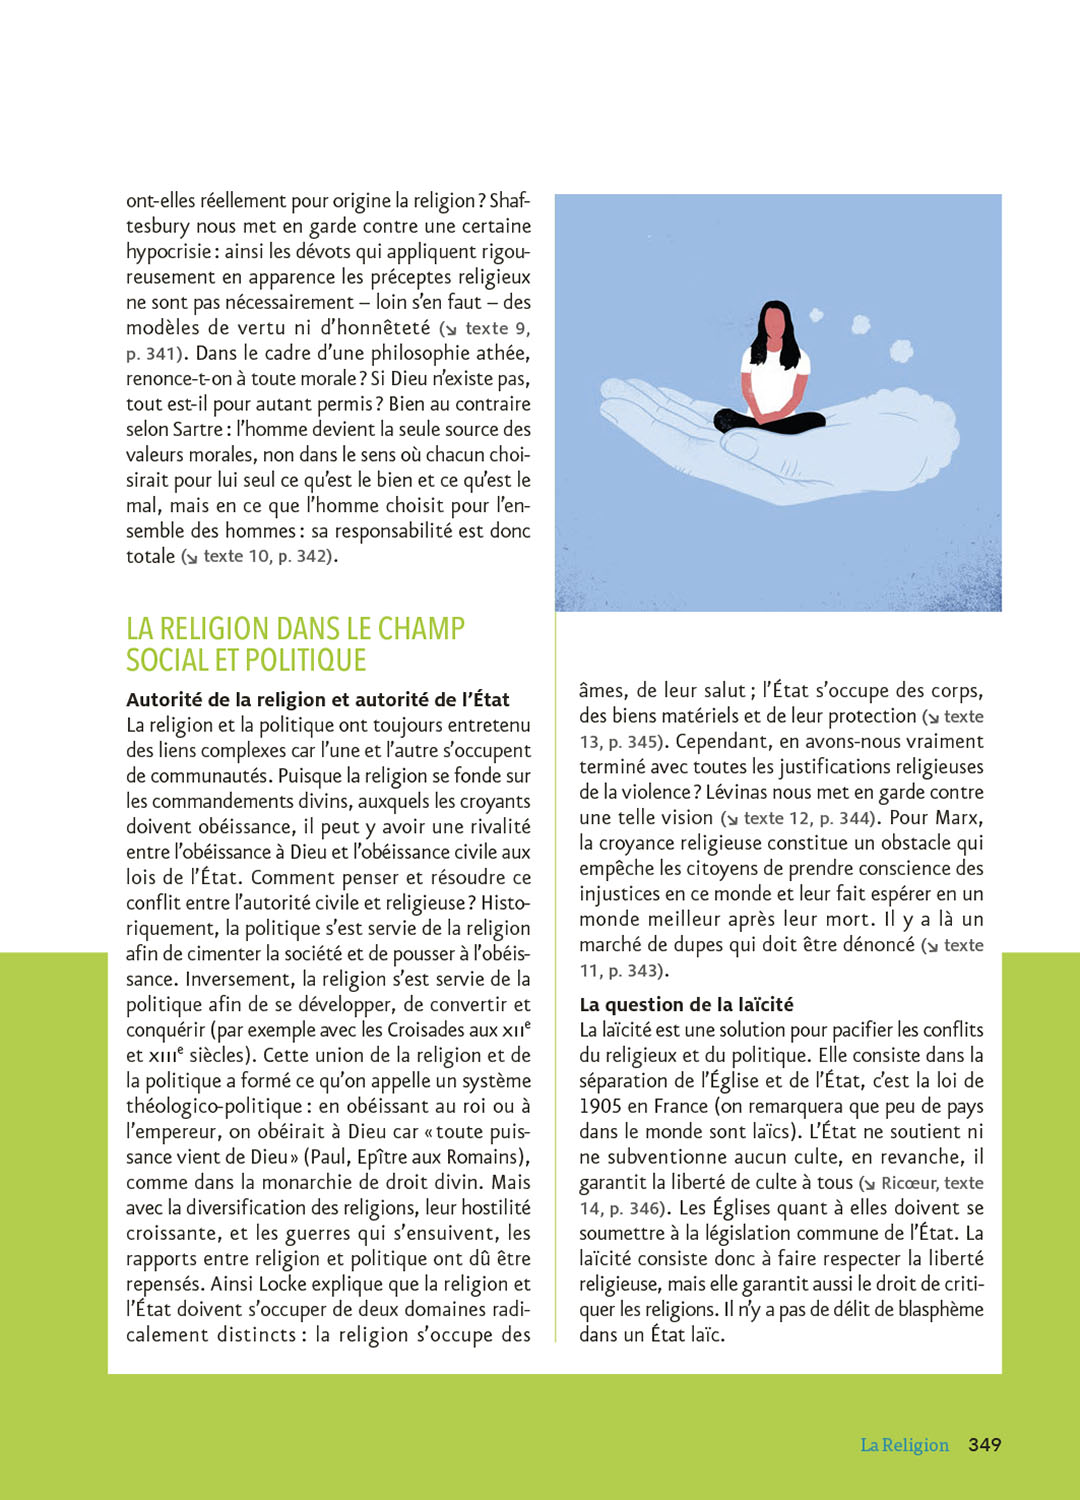 ont-elles réellement pour origine la religion ? Shaf-
tesbury nous met en garde contre une certaine
hypocrisie : ainsi les dévots qui appliquent rigou-
reusement en apparence les préceptes religieux
ne sont pas nécessairement – loin s’en faut – des
modèles de vertu ni d’honnêteté (↘ texte 9,
p. 341). Dans le cadre d’une philosophie athée,
renonce-t-on à toute morale ? Si Dieu n’existe pas,
tout est-il pour autant permis ? Bien au contraire
selon Sartre : l’homme devient la seule source des
valeurs morales, non dans le sens où chacun choi-
sirait pour lui seul ce qu’est le bien et ce qu’est le
mal, mais en ce que l’homme choisit pour l’en-
semble des hommes : sa responsabilité est donc
totale (↘ texte 10, p. 342).
LA RELIGION DANS LE CHAMP
SOCIAL ET POLITIQUE
Autorité de la religion et autorité de l’État
La religion et la politique ont toujours entretenu
des liens complexes car l’une et l’autre s’occupent
de communautés. Puisque la religion se fonde sur
les commandements divins, auxquels les croyants
doivent obéissance, il peut y avoir une rivalité
entre l’obéissance à Dieu et l’obéissance civile aux
lois de l’État. Comment penser et résoudre ce
conflit entre l’autorité civile et religieuse ? Histo-
riquement, la politique s’est servie de la religion
afin de cimenter la société et de pousser à l’obéis-
sance. Inversement, la religion s’est servie de la
politique afin de se développer, de convertir et
conquérir (par exemple avec les Croisades aux XIIe
et XIIIe siècles). Cette union de la religion et de
la politique a formé ce qu’on appelle un système
théologico-politique : en obéissant au roi ou à
l’empereur, on obéirait à Dieu car « toute puis-
sance vient de Dieu » (Paul, Epître aux Romains),
comme dans la monarchie de droit divin. Mais
avec la diversification des religions, leur hostilité
croissante, et les guerres qui s’ensuivent, les
rapports entre religion et politique ont dû être
repensés. Ainsi Locke explique que la religion et
l’État doivent s’occuper de deux domaines radi-
calement distincts : la religion s’occupe des
âmes, de leur salut ; l’État s’occupe des corps,
des biens matériels et de leur protection (↘ texte
13, p. 345). Cependant, en avons-nous vraiment
terminé avec toutes les justifications religieuses
de la violence ? Lévinas nous met en garde contre
une telle vision (↘ texte 12, p. 344). Pour Marx,
la croyance religieuse constitue un obstacle qui
empêche les citoyens de prendre conscience des
injustices en ce monde et leur fait espérer en un
monde meilleur après leur mort. Il y a là un
marché de dupes qui doit être dénoncé (↘ texte
11, p. 343).
La question de la laïcité
La laïcité est une solution pour pacifier les conflits
du religieux et du politique. Elle consiste dans la
séparation de l’Église et de l’État, c’est la loi de
1905 en France (on remarquera que peu de pays
dans le monde sont laïcs). L’État ne soutient ni
ne subventionne aucun culte, en revanche, il
garantit la liberté de culte à tous (↘ Ricœur, texte
14, p. 346). Les Églises quant à elles doivent se
soumettre à la législation commune de l’État. La
laïcité consiste donc à faire respecter la liberté
religieuse, mais elle garantit aussi le droit de criti-
quer les religions. Il n’y a pas de délit de blasphème
dans un État laïc.
La Religion 349